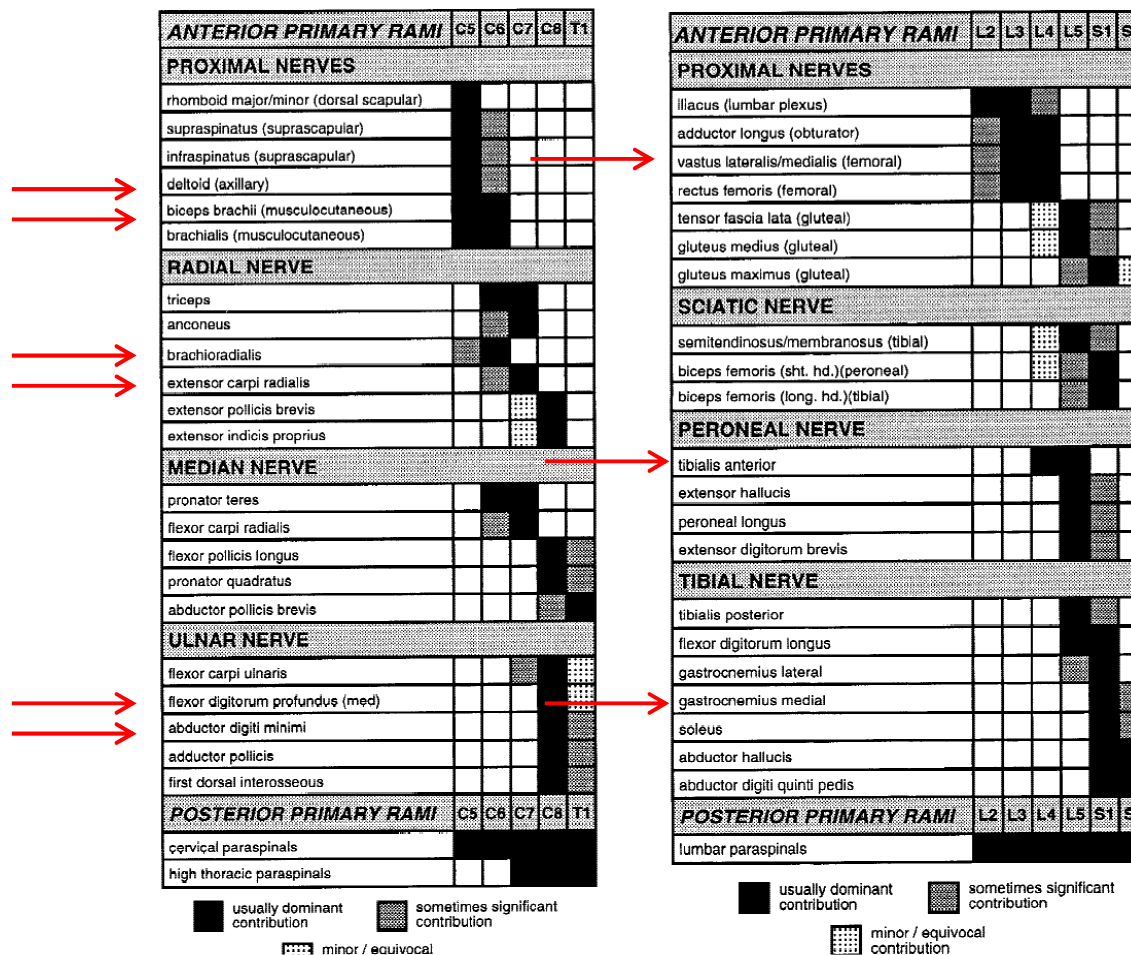 ANTERIOR PRIMARY RAMI C5 C6 C7 C8 T1
PROXIMAL NERVES
rhomboid major/minor (dorsal scapular)
supraspinatus (suprascapular)
infraspinatus (suprascapular)
deltoid (axillary)
biceps brachii (musculocutaneous)
brachialis (musculocutaneous)
RADIAL NERVE
triceps
anconeus
brachioradialis
extensor carpi radialis
extensor pollicis brevis
extensor indicis proprius
MEDIAN NERVE
pronator teres
flexor carpi radialis
flexor pollicis longus
pronator quadratus
abductor pollicis brevis
ULNAR NERVE
flexor carpi ulnaris
flexor digitorum profundus (med)
abductor digiti minimi
adductor pollicis
first dorsal interosseous
POSTERIOR PRIMARY RAMI C5 C6 C7 C8 T1
cervical paraspinals
high thoracic paraspinals
usually dominant
contribution
sometimes significant
contribution
minor / equivocal
ANTERIOR PRIMARY RAMI L2 L3 L4 L5 S1 S
PROXIMAL NERVES
iliacus (lumbar plexus)
adductor longus (obturator)
vastus lateralis/medialis (femoral)
rectus femoris (femoral)
tensor fascia lata (gluteal)
gluteus medius (gluteal)
gluteus maximus (gluteal)
SCIATIC NERVE
semitendinosus/membranosus (tibial)
biceps femoris (sht. hd.)(peroneal)
biceps femoris (long. hd.)(tibial)
PERONEAL NERVE
tibialis anterior
extensor hallucis
peroneal longus
extensor digitorum brevis
TIBIAL NERVE
tibialis posterior
flexor digitorum longus
gastrocnemius lateral
gastrocnemius medial
soleus
abductor hallucis
abductor digiti quinti pedis
POSTERIOR PRIMARY RAMI L2 L3 L4 L5 S1 S
lumbar paraspinals
usually dominant
contribution
sometimes significant
contribution
minor / equivocal
contribution